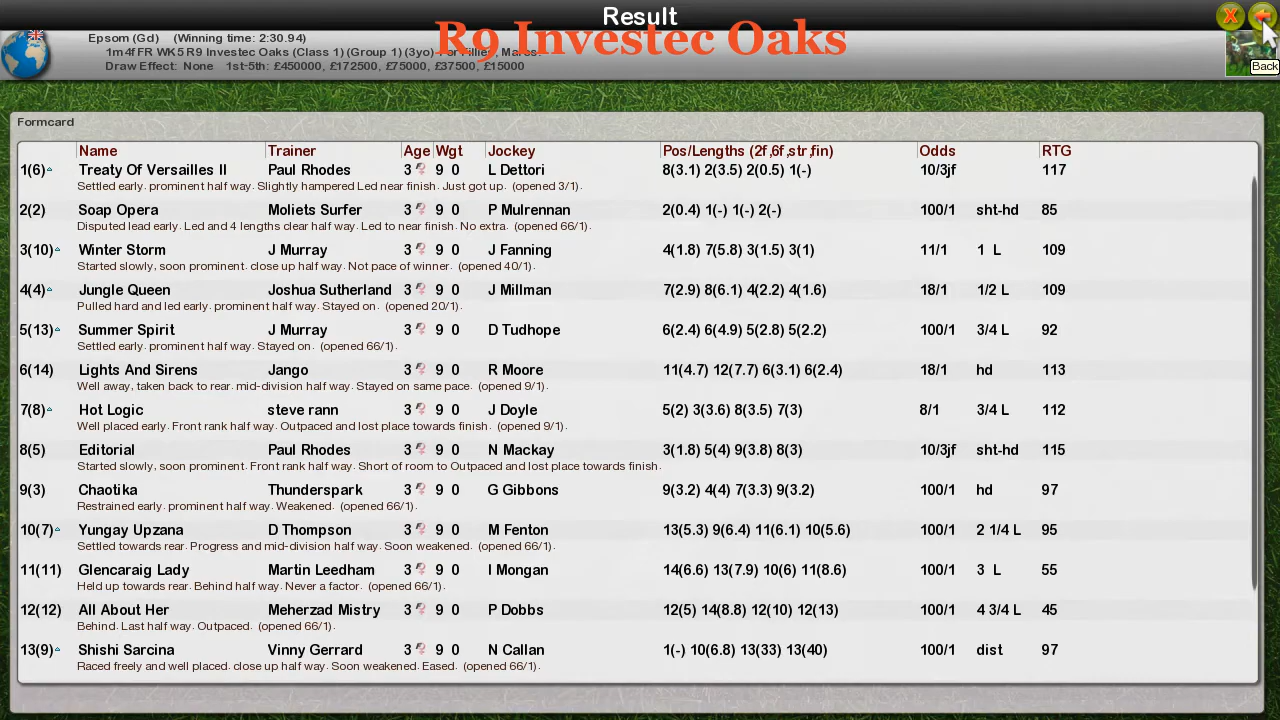 Result
R9 Investec Oaks
Epsom (Gd) (Winning time: 2:30.94)
1m4fFR WK5 R9 Investec Oaks (Class 1) (Group 1) (3yo) For Fillies, Mares.
Draw Effect: None 1st-5th: £450000, £172500, £75000, £37500, £15000
Back
Formcard
Name Trainer Age Wgt Jockey Pos/Lengths (2f,6f,str,fin) Odds RTG
1(6) Treaty Of Versailles II Paul Rhodes 3 9 0 L Dettori 8(3.1) 2(3.5) 2(0.5) 1(-) 10/3jf 117
Settled early. prominent half way. Slightly hampered Led near finish. Just got up. (opened 3/1).
2(2) Soap Opera Moliets Surfer 3 9 0 P Mulrennan 2(0.4) 1(-) 1(-) 2(-) 100/1 sht-hd 85
Disputed lead early. Led and 4 lengths clear half way. Led to near finish. No extra. (opened 66/1).
3(10) Winter Storm J Murray 3 9 0 J Fanning 4(1.8) 7(5.8) 3(1.5) 3(1) 11/1 1 L 109
Started slowly, soon prominent. close up half way. Not pace of winner. (opened 40/1).
4(4) Jungle Queen Joshua Sutherland 3 9 0 J Millman 7(2.9) 8(6.1) 4(2.2) 4(1.6) 18/1 1/2 L 109
Pulled hard and led early. prominent half way. Stayed on. (opened 20/1).
5(13) Summer Spirit J Murray 3 9 0 D Tudhope 6(2.4) 6(4.9) 5(2.8) 5(2.2) 100/1 3/4 L 92
Settled early. prominent half way. Stayed on. (opened 66/1).
6(14) Lights And Sirens Jango 3 9 0 R Moore 11(4.7) 12(7.7) 6(3.1) 6(2.4) 18/1 hd 113
Well away, taken back to rear. mid-division half way. Stayed on same pace. (opened 9/1).
7(8) Hot Logic steve rann 3 9 0 J Doyle 5(2) 3(3.6) 8(3.5) 7(3) 8/1 3/4 L 112
Well placed early. Front rank half way. Outpaced and lost place towards finish. (opened 9/1).
8(5) Editorial Paul Rhodes 3 9 0 N Mackay 3(1.8) 5(4) 9(3.8) 8(3) 10/3jf sht-hd 115
Started slowly, soon prominent. Front rank half way. Short of room to Outpaced and lost place towards finish.
9(3) Chaotika Thunderspark 3 9 0 G Gibbons 9(3.2) 4(4) 7(3.3) 9(3.2) 100/1 hd 97
Restrained early. prominent half way. Weakened. (opened 66/1).
10(7) Yungay Upzana D Thompson 3 9 0 M Fenton 13(5.3) 9(6.4) 11(6.1) 10(5.6) 100/1 2 1/4 L 95
Settled towards rear. Progress and mid-division half way. Soon weakened. (opened 66/1).
11(11) Glencaraig Lady Martin Leedham 3 9 0 I Mongan 14(6.6) 13(7.9) 10(6) 11(8.6) 100/1 3 L 55
Held up towards rear. Behind half way. Never a factor. (opened 66/1).
12(12) All About Her Meherzad Mistry 3 9 0 P Dobbs 12(5) 14(8.8) 12(10) 12(13) 100/1 4 3/4 L 45
Behind. Last half way. Outpaced. (opened 66/1).
13(9) Shishi Sarcina Vinny Gerrard 3 9 0 N Callan 1(-) 10(6.8) 13(33) 13(40) 100/1 dist 97
Raced freely and well placed. close up half way. Soon weakened. Eased. (opened 66/1).